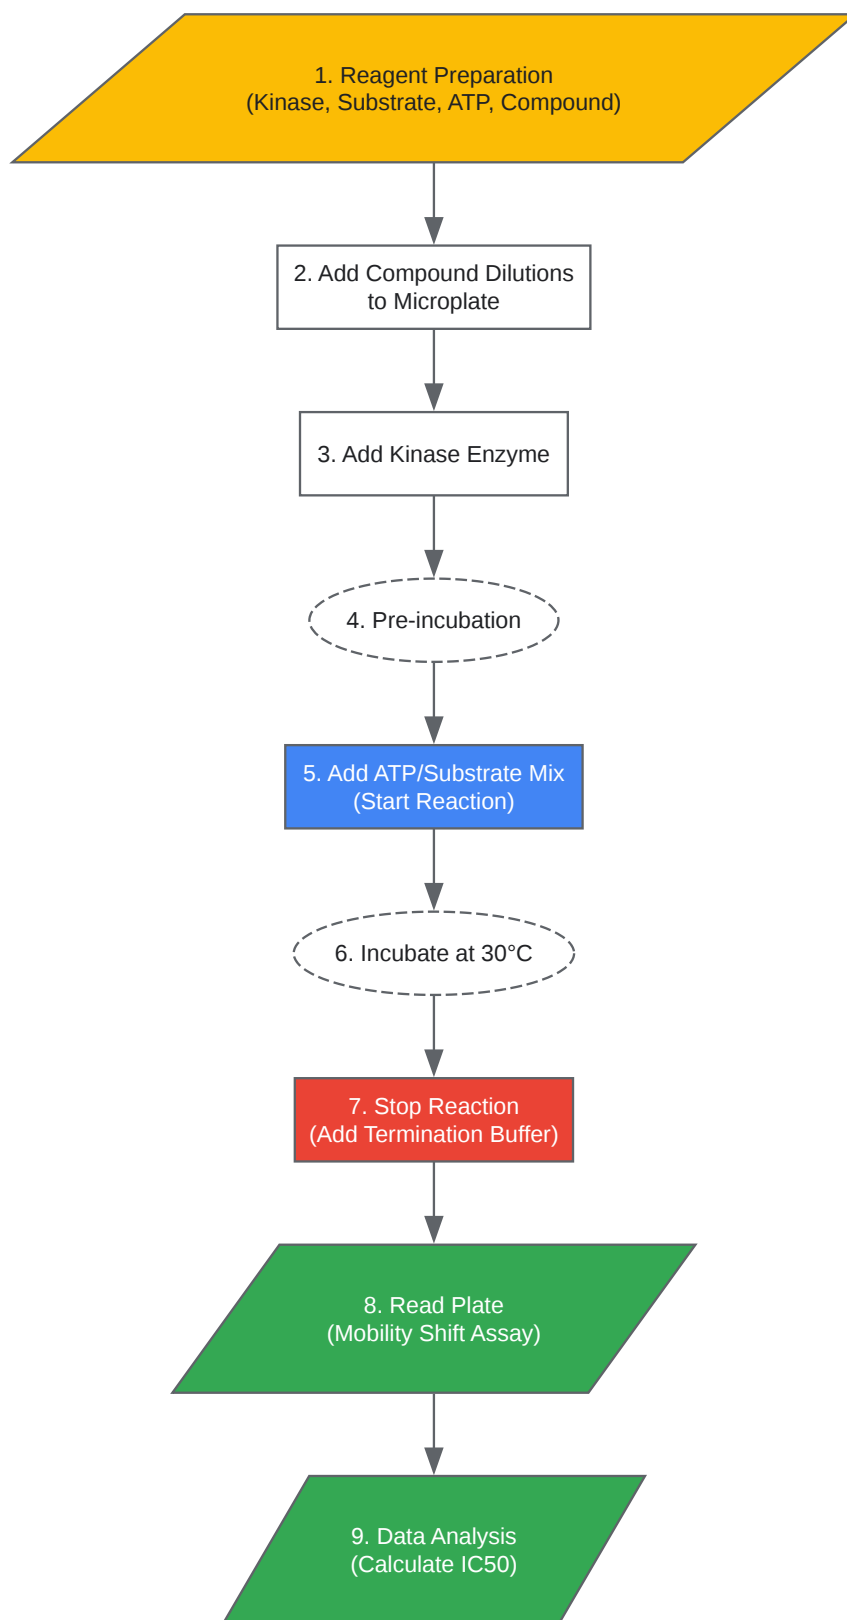 1. Reagent Preparation
(Kinase, Substrate, ATP, Compound)
2. Add Compound Dilutions
to Microplate
3. Add Kinase Enzyme
4. Pre-incubation
5. Add ATP/Substrate Mix
(Start Reaction)
6. Incubate at 30°C
7. Stop Reaction
(Add Termination Buffer)
8. Read Plate
(Mobility Shift Assay)
9. Data Analysis
(Calculate IC50)